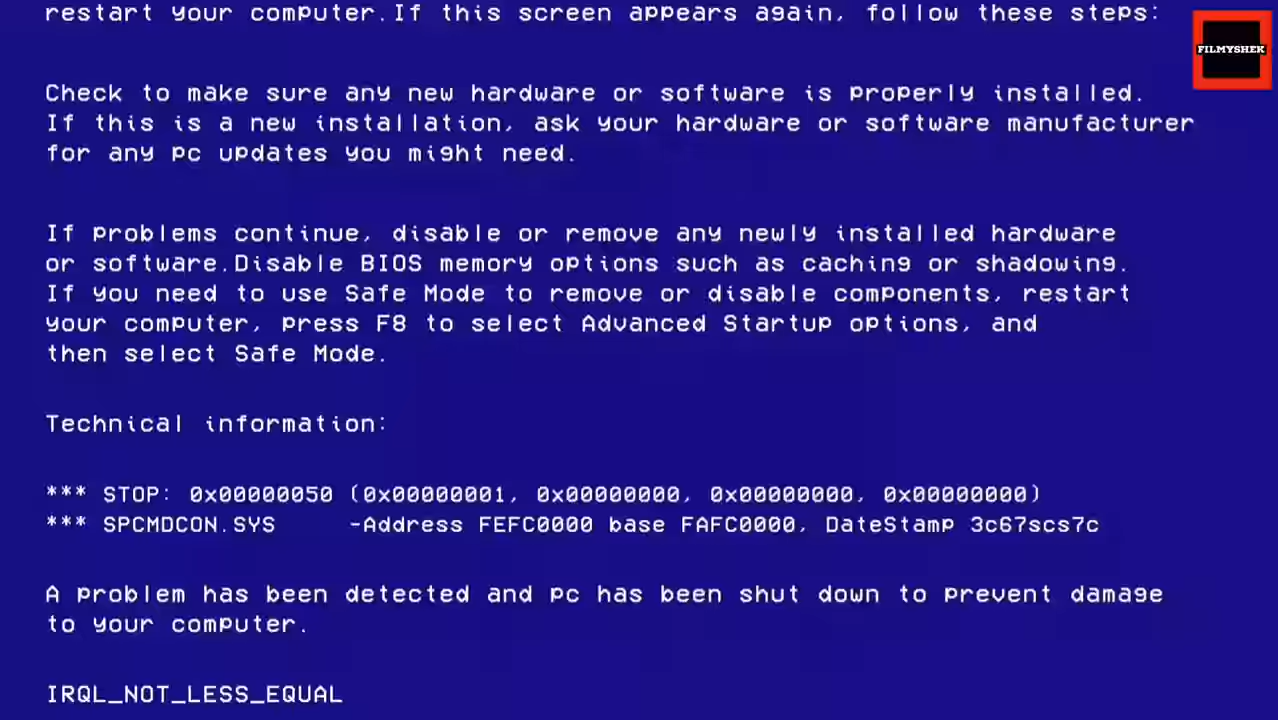 restart your computer.If this screen appears again, follow these steps:
FILMYSHEK
Check to make sure any new hardware or software is properly installed.
If this is a new installation, ask your hardware or software manufacturer
for any pc updates you might need.
If problems continue, disable or remove any newly installed hardware
or software.Disable BIOS memory options such as caching or shadowing.
If you need to use Safe Mode to remove or disable components, restart
your computer, press F8 to select Advanced Startup options, and
then select Safe Mode.
Technical information:
*** STOP: 0x00000050 (0x00000001, 0x00000000, 0x00000000, 0x00000000)
*** SPCMDCON.SYS -Address FEFC0000 base FAFC0000, DateStamp 3c67scs7c
A problem has been detected and pc has been shut down to prevent damage
to your computer.
IRQL_NOT_LESS_EQUAL